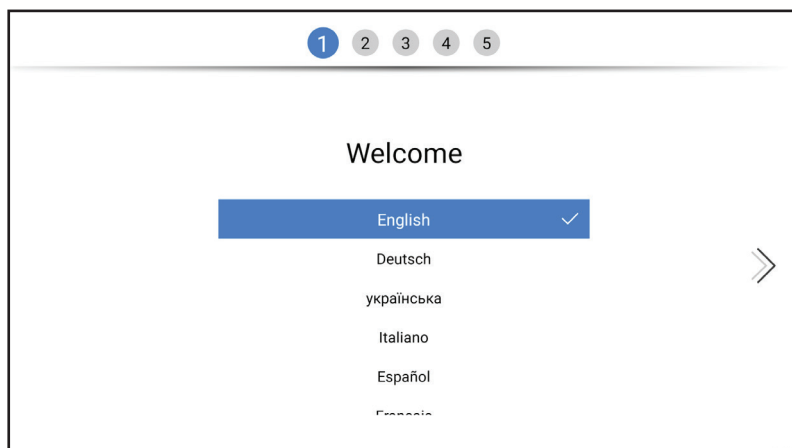 1 2 3 4 5
Welcome
English
Deutsch
українська
Italiano
Español